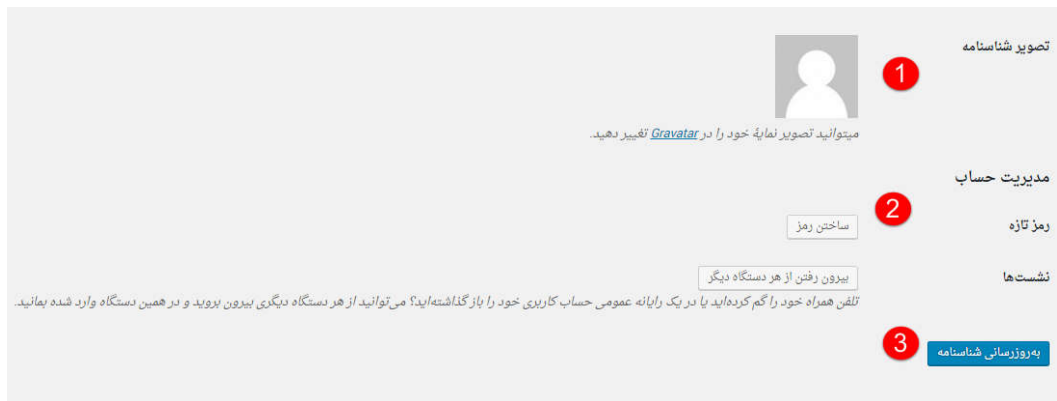 تصویر شناسنامه
1
میتوانید تصویر نمایهٔ خود را در Gravatar تغییر دهید.
مدیریت حساب
2
رمز تازه
ساختن رمز
نشست‌ها
بیرون رفتن از هر دستگاه دیگر
تلفن همراه خود را گم کرده‌اید یا در یک رایانه عمومی حساب کاربری خود را باز گذاشته‌اید؟ می‌توانید از هر دستگاه دیگری بیرون بروید و در همین دستگاه وارد شده بمانید.
3
به‌روزرسانی شناسنامه